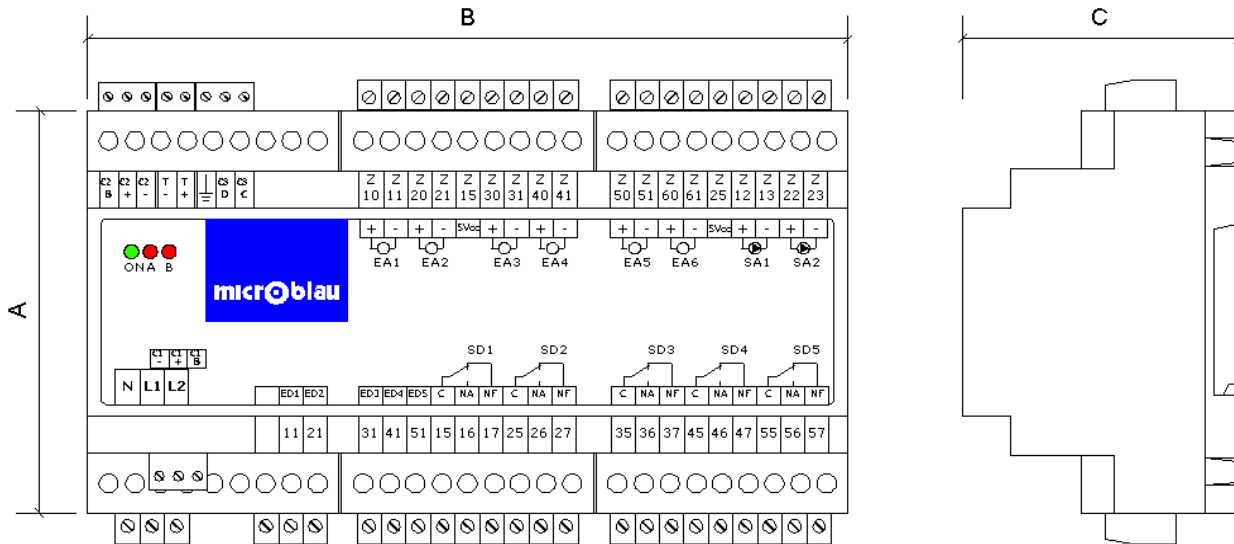 B
C
A
C2 B C2 + C2 - T - T + C3 D C3 C
Z 10 Z 11 Z 20 Z 21 Z 15 Z 30 Z 31 Z 40 Z 41
Z 50 Z 51 Z 60 Z 61 Z 25 Z 12 Z 13 Z 22 Z 23
+ - + - 5Vcc + - + -
+ - + - 5Vcc + - + -
EA1 EA2 EA3 EA4
EA5 EA6 SA1 SA2
ON A B
microblau
C1 - C1 + C1 B
N L1 L2
SD1 SD2 SD3 SD4 SD5
ED1 ED2
ED3 ED4 ED5 C NA NF C NA NF
C NA NF C NA NF C NA NF
11 21
31 41 51 15 16 17 25 26 27
35 36 37 45 46 47 55 56 57